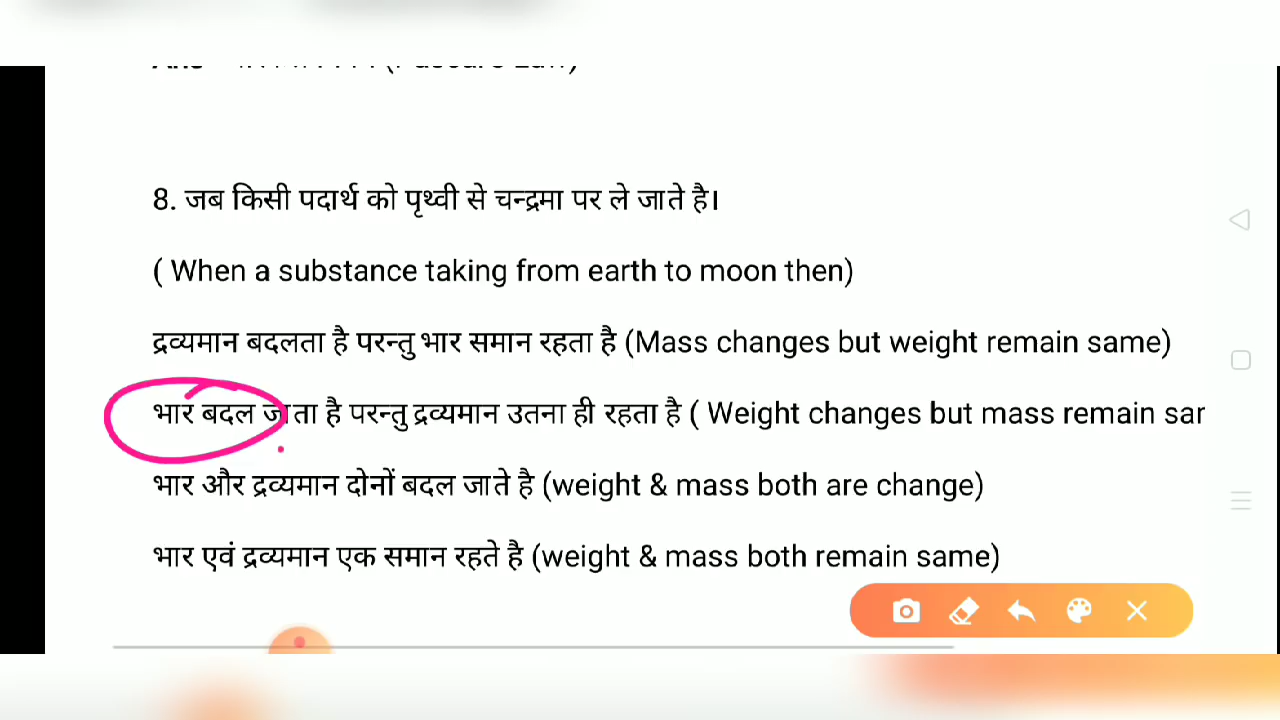 8. जब किसी पदार्थ को पृथ्वी से चन्द्रमा पर ले जाते है।
( When a substance taking from earth to moon then)
द्रव्यमान बदलता है परन्तु भार समान रहता है (Mass changes but weight remain same)
भार बदल जाता है परन्तु द्रव्यमान उतना ही रहता है ( Weight changes but mass remain
भार और द्रव्यमान दोनों बदल जाते है (weight & mass both are change)
भार एवं द्रव्यमान एक समान रहते है (weight & mass both remain same)